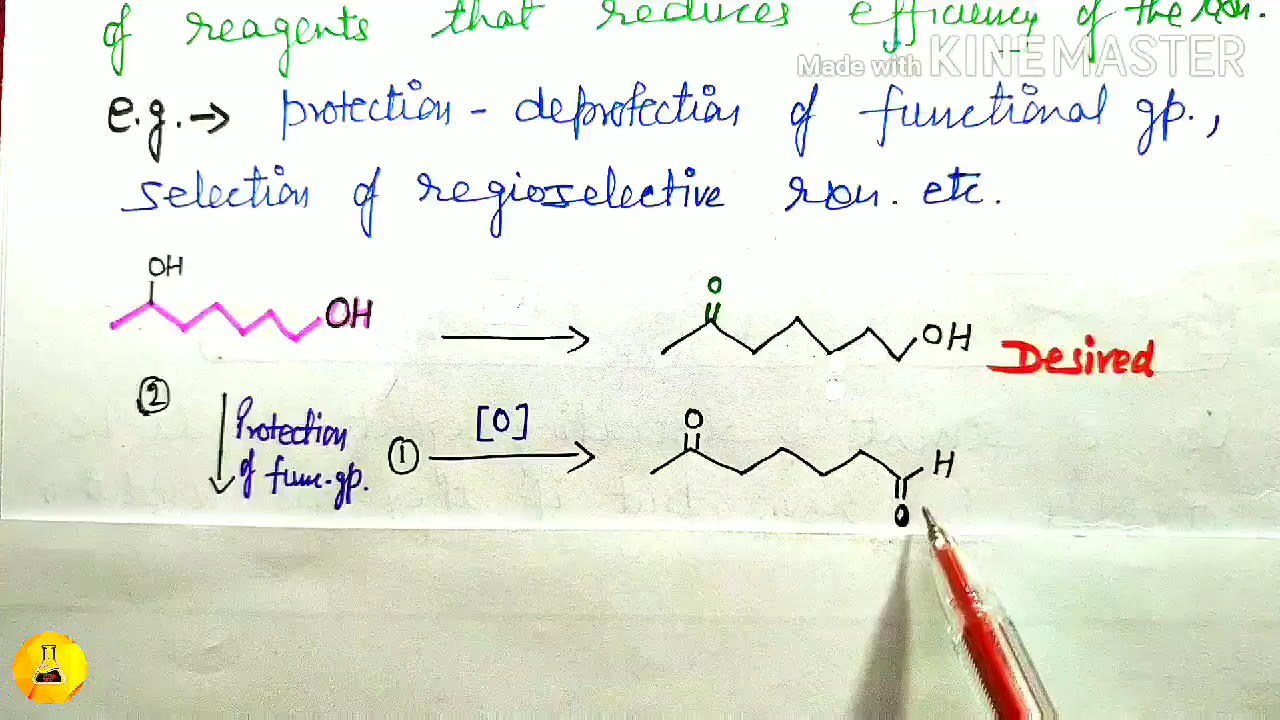 of reagents that reduces efficiency of the rxn.
Made with KINEMASTER
e.g.→ protection - deprotection of functional gp.,
selection of regioselective rxn. etc.
OH
OH
O
OH
Desired
②
Protection
of func. gp.
①
[O]
O
H
O